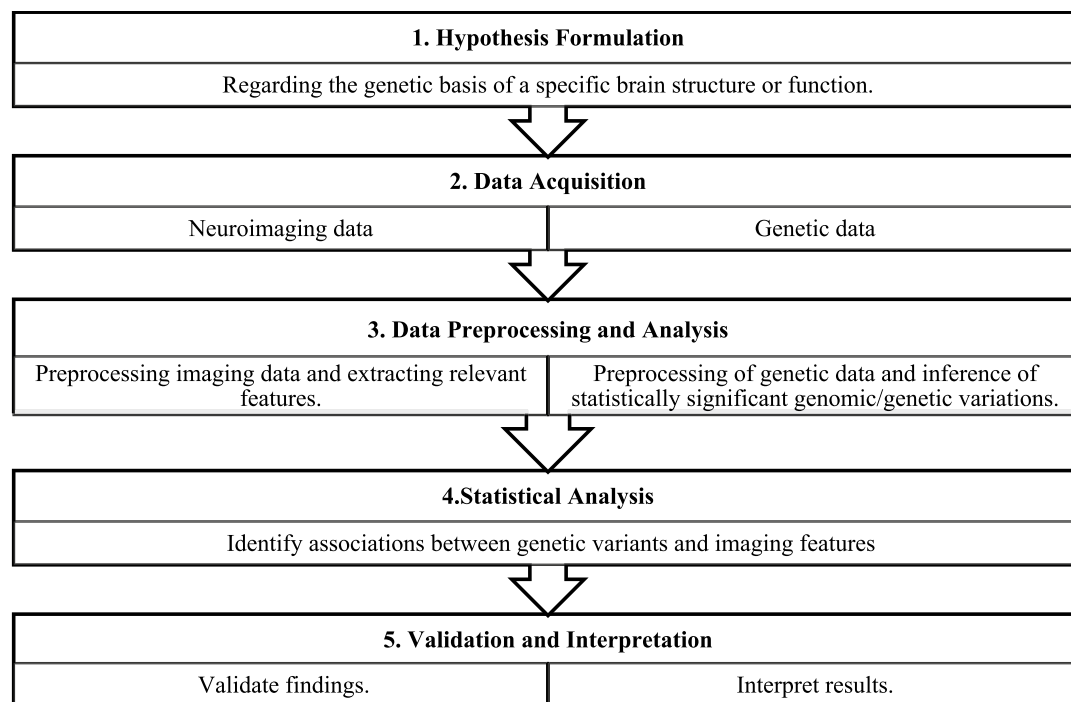 1. Hypothesis Formulation
Regarding the genetic basis of a specific brain structure or function.
2. Data Acquisition
Neuroimaging data
Genetic data
3. Data Preprocessing and Analysis
Preprocessing imaging data and extracting relevant
features.
Preprocessing of genetic data and inference of
statistically significant genomic/genetic variations.
4.Statistical Analysis
Identify associations between genetic variants and imaging features
5. Validation and Interpretation
Validate findings.
Interpret results.